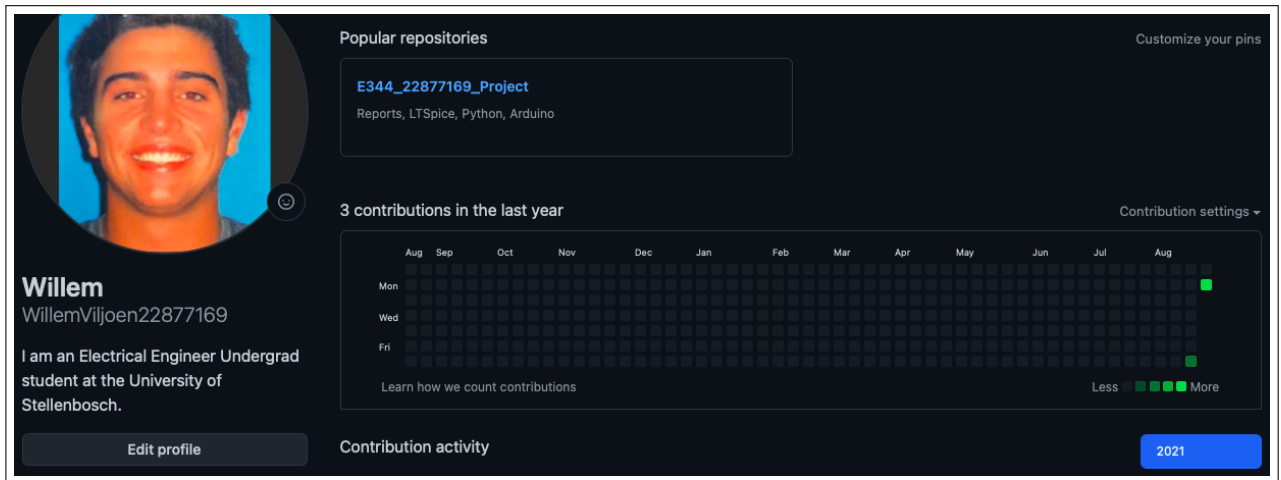 Willem
WillemViljoen22877169
I am an Electrical Engineer Undergrad
student at the University of
Stellenbosch.
Edit profile
Popular repositories
Customize your pins
E344_22877169_Project
Reports, LTSpice, Python, Arduino
3 contributions in the last year
Contribution settings
Aug Sep Oct Nov Dec Jan Feb Mar Apr May Jun Jul Aug
Mon
Wed
Fri
Learn how we count contributions
Less More
Contribution activity
2021